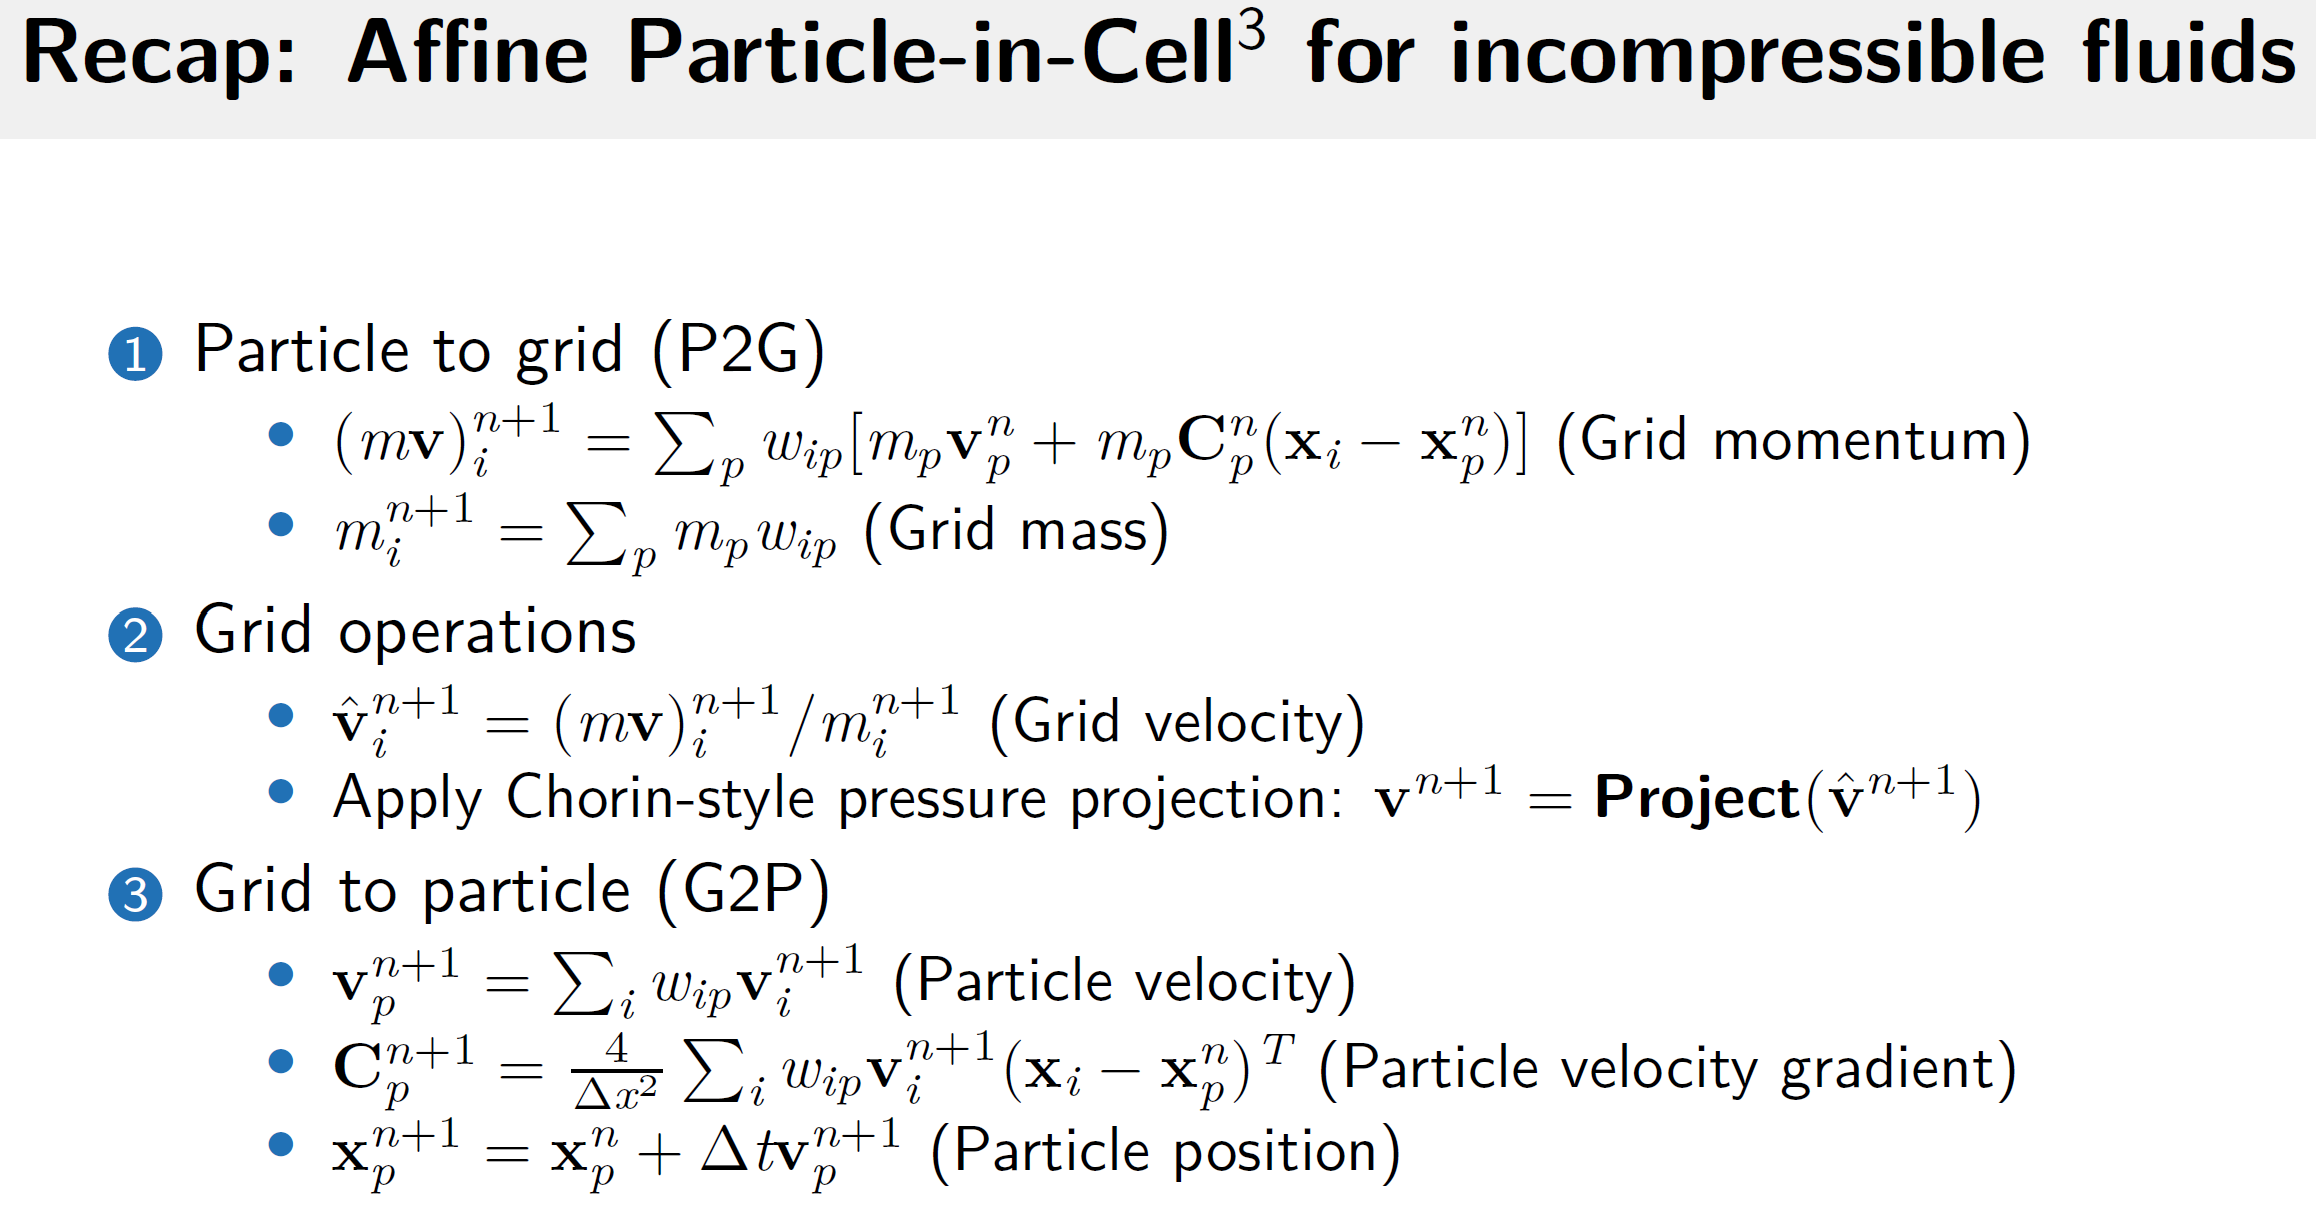 Recap: Affine Particle-in-Cell³ for incompressible fluids
1 Particle to grid (P2G)
• $(m\mathbf{v})_i^{n+1} = \sum_p w_{ip}[m_p\mathbf{v}_p^n + m_p\mathbf{C}_p^n(\mathbf{x}_i - \mathbf{x}_p^n)]$ (Grid momentum)
• $m_i^{n+1} = \sum_p m_p w_{ip}$ (Grid mass)
2 Grid operations
• $\hat{\mathbf{v}}_i^{n+1} = (m\mathbf{v})_i^{n+1}/m_i^{n+1}$ (Grid velocity)
• Apply Chorin-style pressure projection: $\mathbf{v}^{n+1} = \textbf{Project}(\hat{\mathbf{v}}^{n+1})$
3 Grid to particle (G2P)
• $\mathbf{v}_p^{n+1} = \sum_i w_{ip}\mathbf{v}_i^{n+1}$ (Particle velocity)
• $\mathbf{C}_p^{n+1} = \frac{4}{\Delta x^2}\sum_i w_{ip}\mathbf{v}_i^{n+1}(\mathbf{x}_i - \mathbf{x}_p^n)^T$ (Particle velocity gradient)
• $\mathbf{x}_p^{n+1} = \mathbf{x}_p^n + \Delta t\mathbf{v}_p^{n+1}$ (Particle position)